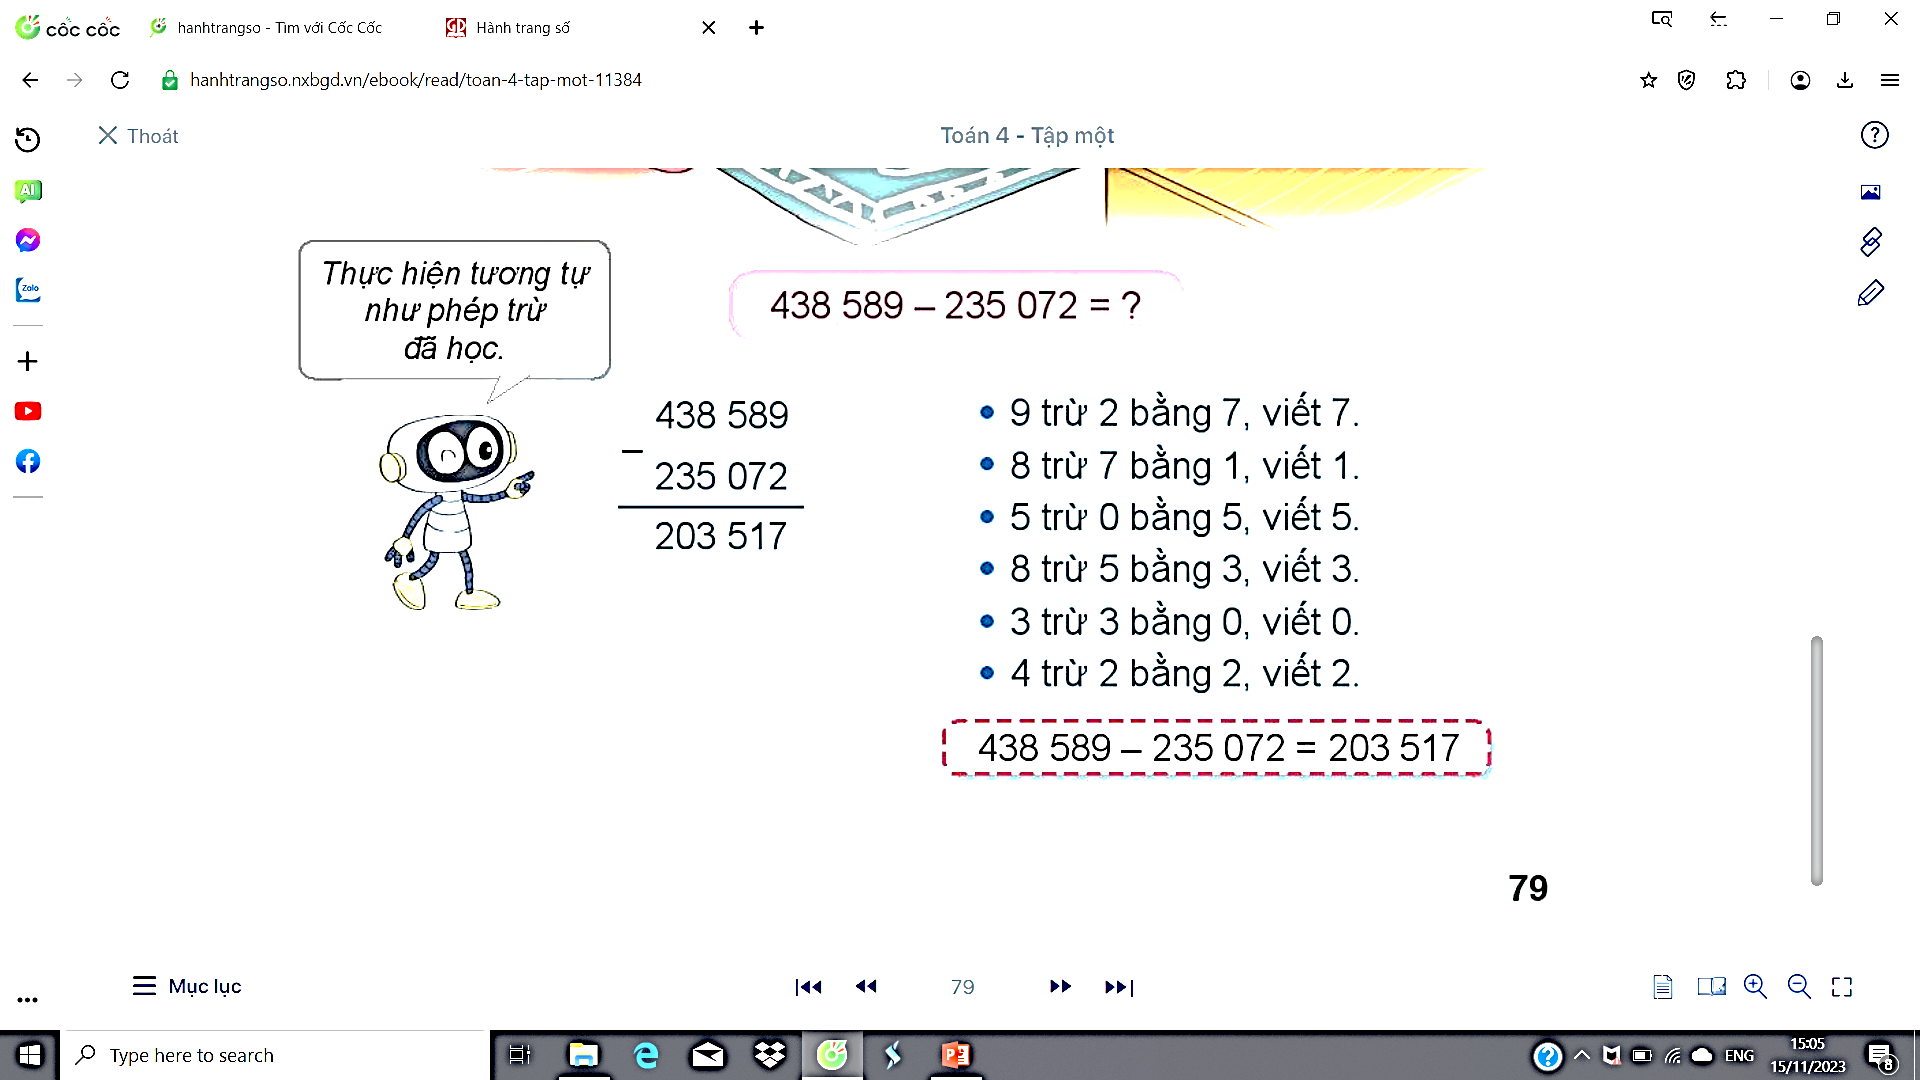 cốc cốc
hanhtrangso - Tìm với Cốc Cốc
Hành trang số
hanhtrangso.nxbgd.vn/ebook/read/toan-4-tap-mot-11384
Thoát
Toán 4 - Tập một
AI
Zalo
Thực hiện tương tự
như phép trừ
đã học.
438 589 – 235 072 = ?
438 589
–
235 072
203 517
• 9 trừ 2 bằng 7, viết 7.
• 8 trừ 7 bằng 1, viết 1.
• 5 trừ 0 bằng 5, viết 5.
• 8 trừ 5 bằng 3, viết 3.
• 3 trừ 3 bằng 0, viết 0.
• 4 trừ 2 bằng 2, viết 2.
438 589 – 235 072 = 203 517
79
Mục lục
79
Type here to search
ENG
15:05
15/11/2023
8